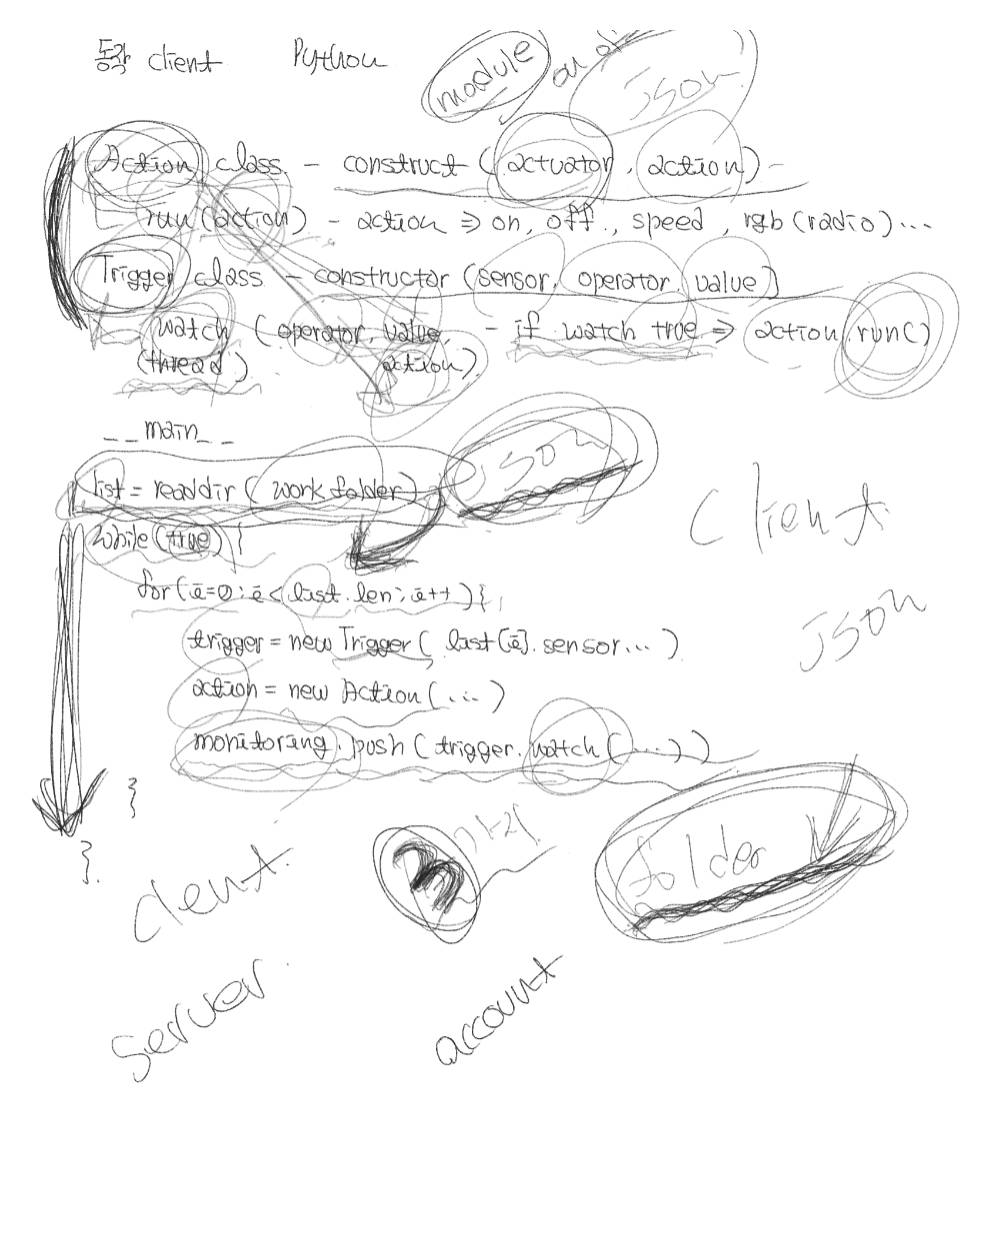 동작 client Python
module
on
Json
Action class - construct (actuator, action) -
run(action) - action ⇒ on, off, speed, rgb(radio)...
Trigger class - constructor (sensor, operator, value)
watch (operator, value, - if watch true ⇒ action.run()
(thread) action)
__main__
list = readdir (work folder)
Json
while(true) {
client
for(i=0; i<list.len; i++){
Json
trigger = new Trigger( list[i].sensor...)
action = new Action(...)
monitoring.push(trigger.watch(...))
}
}
folder
client.
server.
account